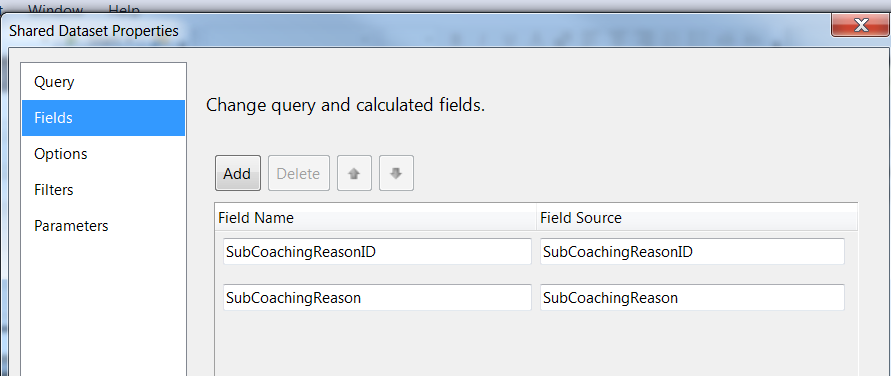 Window Help
Shared Dataset Properties
Query
Fields
Options
Filters
Parameters
Change query and calculated fields.
Add Delete
Field Name Field Source
SubCoachingReasonID SubCoachingReasonID
SubCoachingReason SubCoachingReason